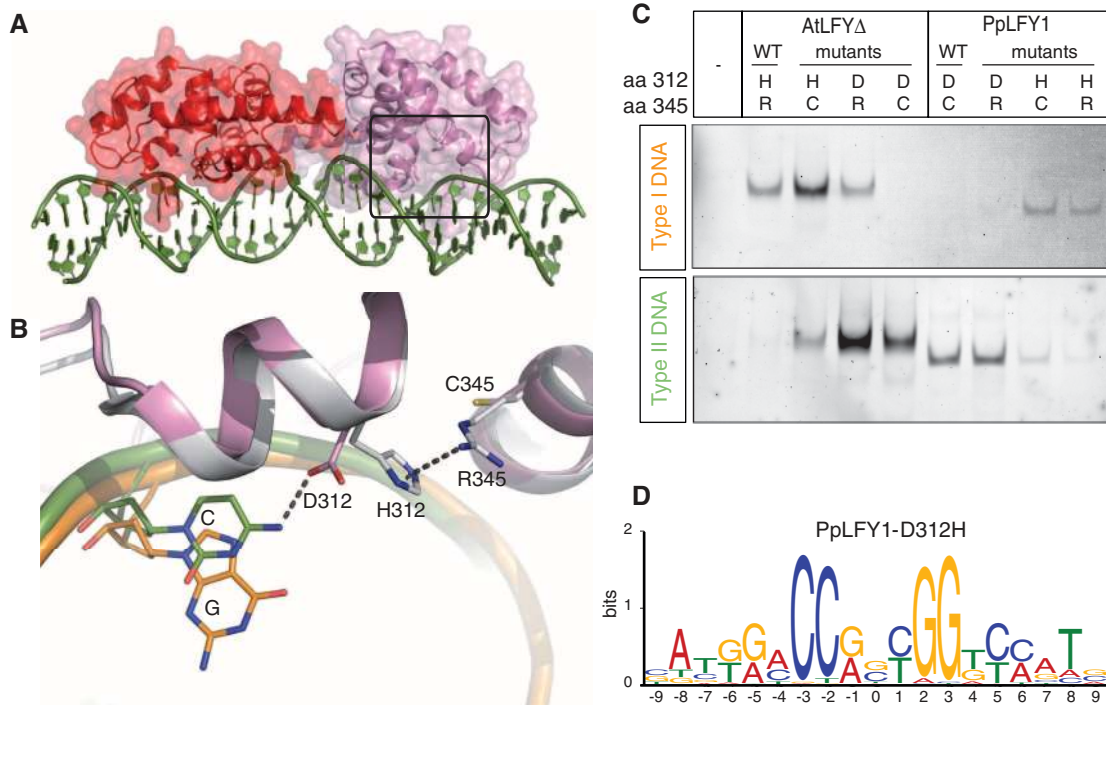 A
B
C345
D312
H312
R345
C
G
C
AtLFYΔ PpLFY1
WT mutants WT mutants
-
aa 312 H H D D D D H H
aa 345 R C R C C R C R
Type I DNA
Type II DNA
D
PpLFY1-D312H
2
bits
1
0
-9 -8 -7 -6 -5 -4 -3 -2 -1 0 1 2 3 4 5 6 7 8 9